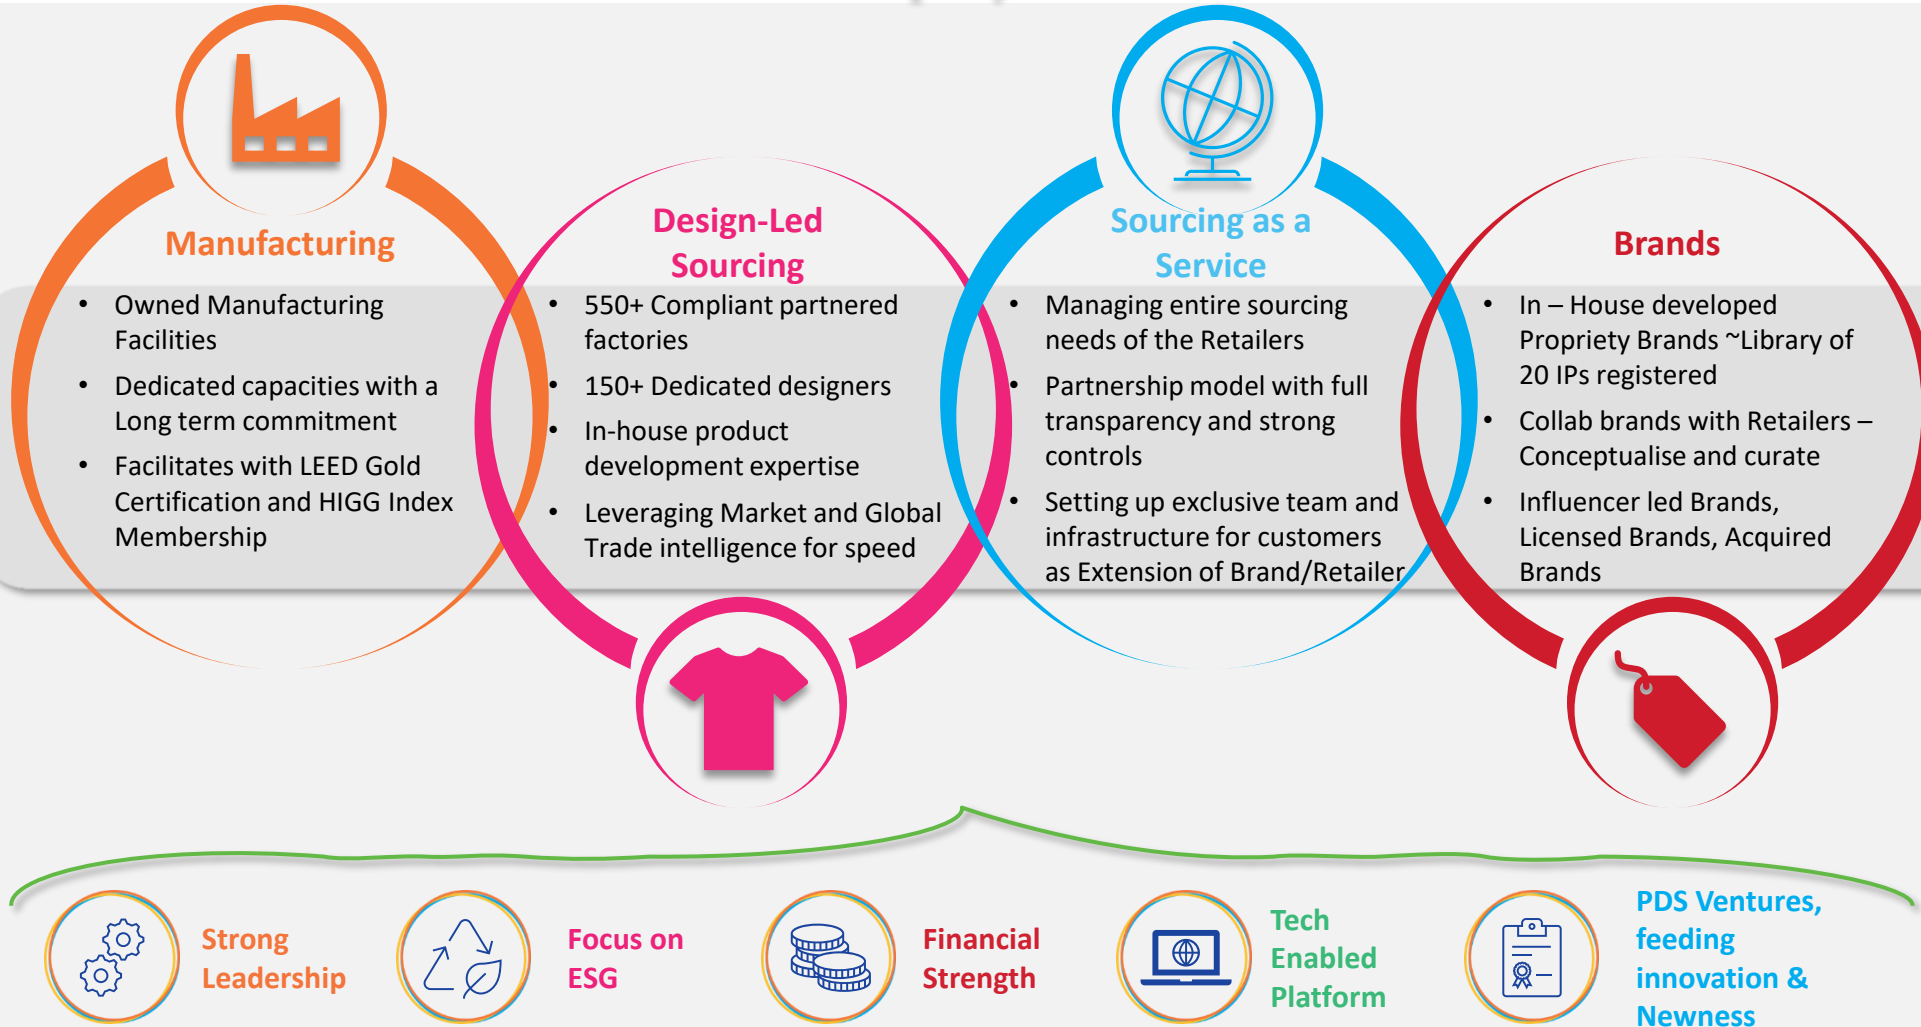 Manufacturing
• Owned Manufacturing
Facilities
• Dedicated capacities with a
Long term commitment
• Facilitates with LEED Gold
Certification and HIGG Index
Membership
Design-Led
Sourcing
• 550+ Compliant partnered
factories
• 150+ Dedicated designers
• In-house product
development expertise
• Leveraging Market and Global
Trade intelligence for speed
Sourcing as a
Service
• Managing entire sourcing
needs of the Retailers
• Partnership model with full
transparency and strong
controls
• Setting up exclusive team and
infrastructure for customers
as Extension of Brand/Retailer
Brands
• In – House developed
Propriety Brands ~Library of
20 IPs registered
• Collab brands with Retailers –
Conceptualise and curate
• Influencer led Brands,
Licensed Brands, Acquired
Brands
Strong
Leadership
Focus on
ESG
Financial
Strength
Tech
Enabled
Platform
PDS Ventures,
feeding
innovation &
Newness